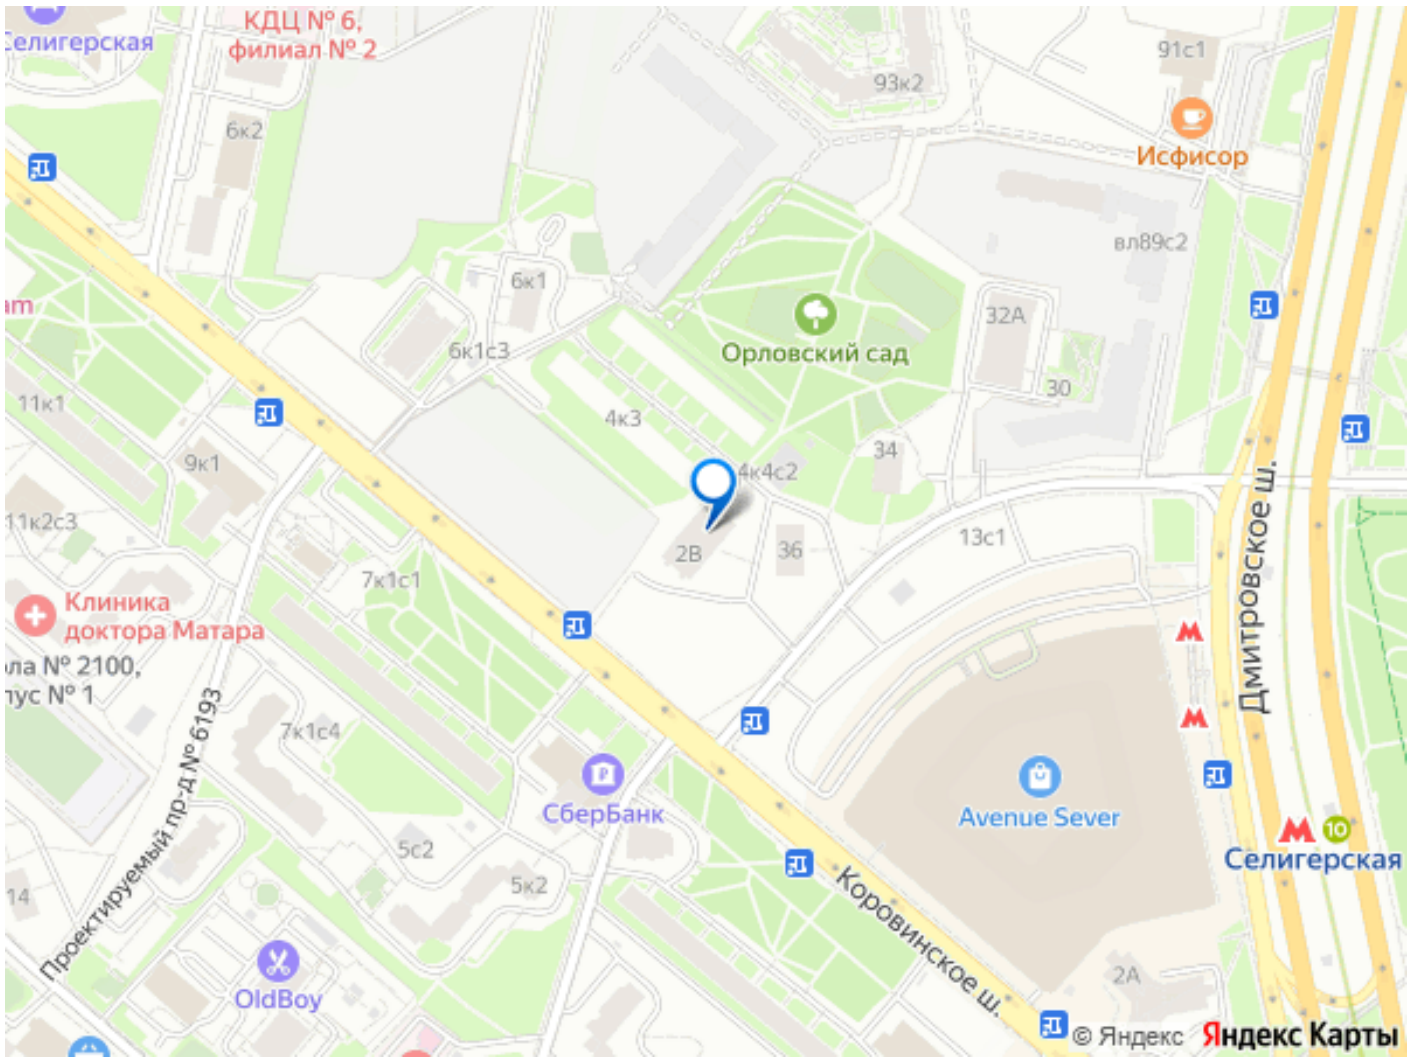 КДЦ № 6,
филиал № 2
Селигерская
91с1
93к2
6к2
Исфисор
вл89с2
6к1
am
32А
Орловский сад
6к1с3
30
11к1
4к3
34
9к1
4к4с2
11к2с3
13с1
2В
36
7к1с1
Клиника
доктора Матара
№ 2100,
№ 1
Дмитровское ш.
Проектируемый пр-д № 6193
7к1с4
СберБанк
Avenue Sever
10
Селигерская
5с2
5к2
14
Коровинское ш.
OldBoy
2А
© Яндекс Яндекс Карты